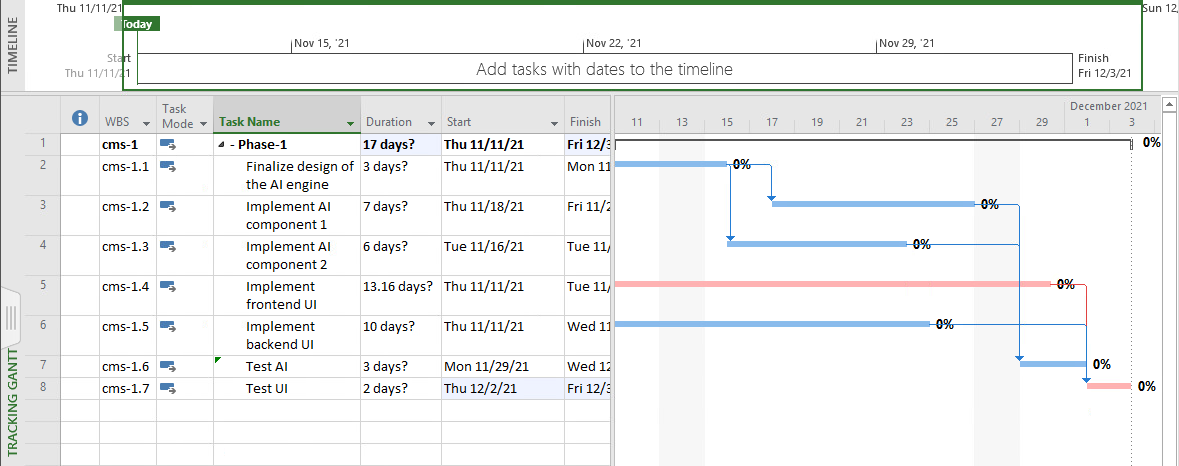 TIMELINE
Thu 11/11/21
Today
Sun 12,
Nov 15, '21
Nov 22, '21
Nov 29, '21
Start
Thu 11/11/21
Add tasks with dates to the timeline
Finish
Fri 12/3/21
WBS
Task Mode
Task Name
Duration
Start
Finish
December 2021
11 13 15 17 19 21 23 25 27 29 1 3
1 cms-1 - Phase-1 17 days? Thu 11/11/21 Fri 12/3 0%
2 cms-1.1 Finalize design of 3 days? Thu 11/11/21 Mon 11 0%
the AI engine
3 cms-1.2 Implement AI 7 days? Thu 11/18/21 Fri 11/2 0%
component 1
4 cms-1.3 Implement AI 6 days? Tue 11/16/21 Tue 11/ 0%
component 2
5 cms-1.4 Implement 13.16 days? Thu 11/11/21 Tue 11/ 0%
frontend UI
6 cms-1.5 Implement 10 days? Thu 11/11/21 Wed 11 0%
backend UI
7 cms-1.6 Test AI 3 days? Mon 11/29/21 Wed 12 0%
8 cms-1.7 Test UI 2 days? Thu 12/2/21 Fri 12/3 0%
TRACKING GANTT